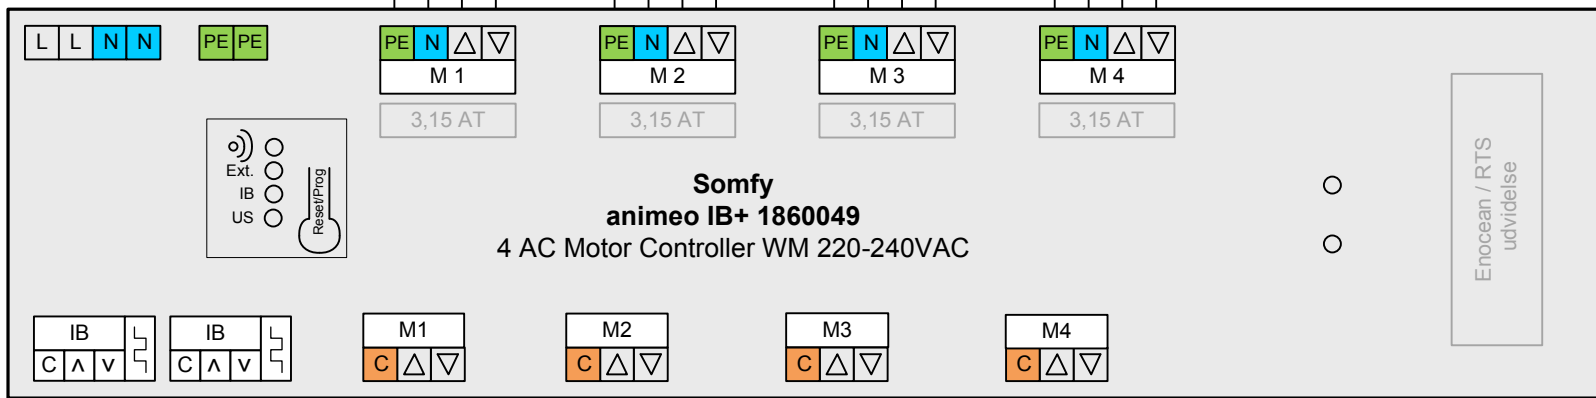 L L N N PE PE PE N △ ▽ PE N △ ▽ PE N △ ▽ PE N △ ▽
M 1 M 2 M 3 M 4
3,15 AT 3,15 AT 3,15 AT 3,15 AT
Ext.
IB
US
Reset/Prog
Somfy
animeo IB+ 1860049
4 AC Motor Controller WM 220-240VAC
Enocean / RTS
udvidelse
IB IB M1 M2 M3 M4
C ʌ v C ʌ v C △ ▽ C △ ▽ C △ ▽ C △ ▽